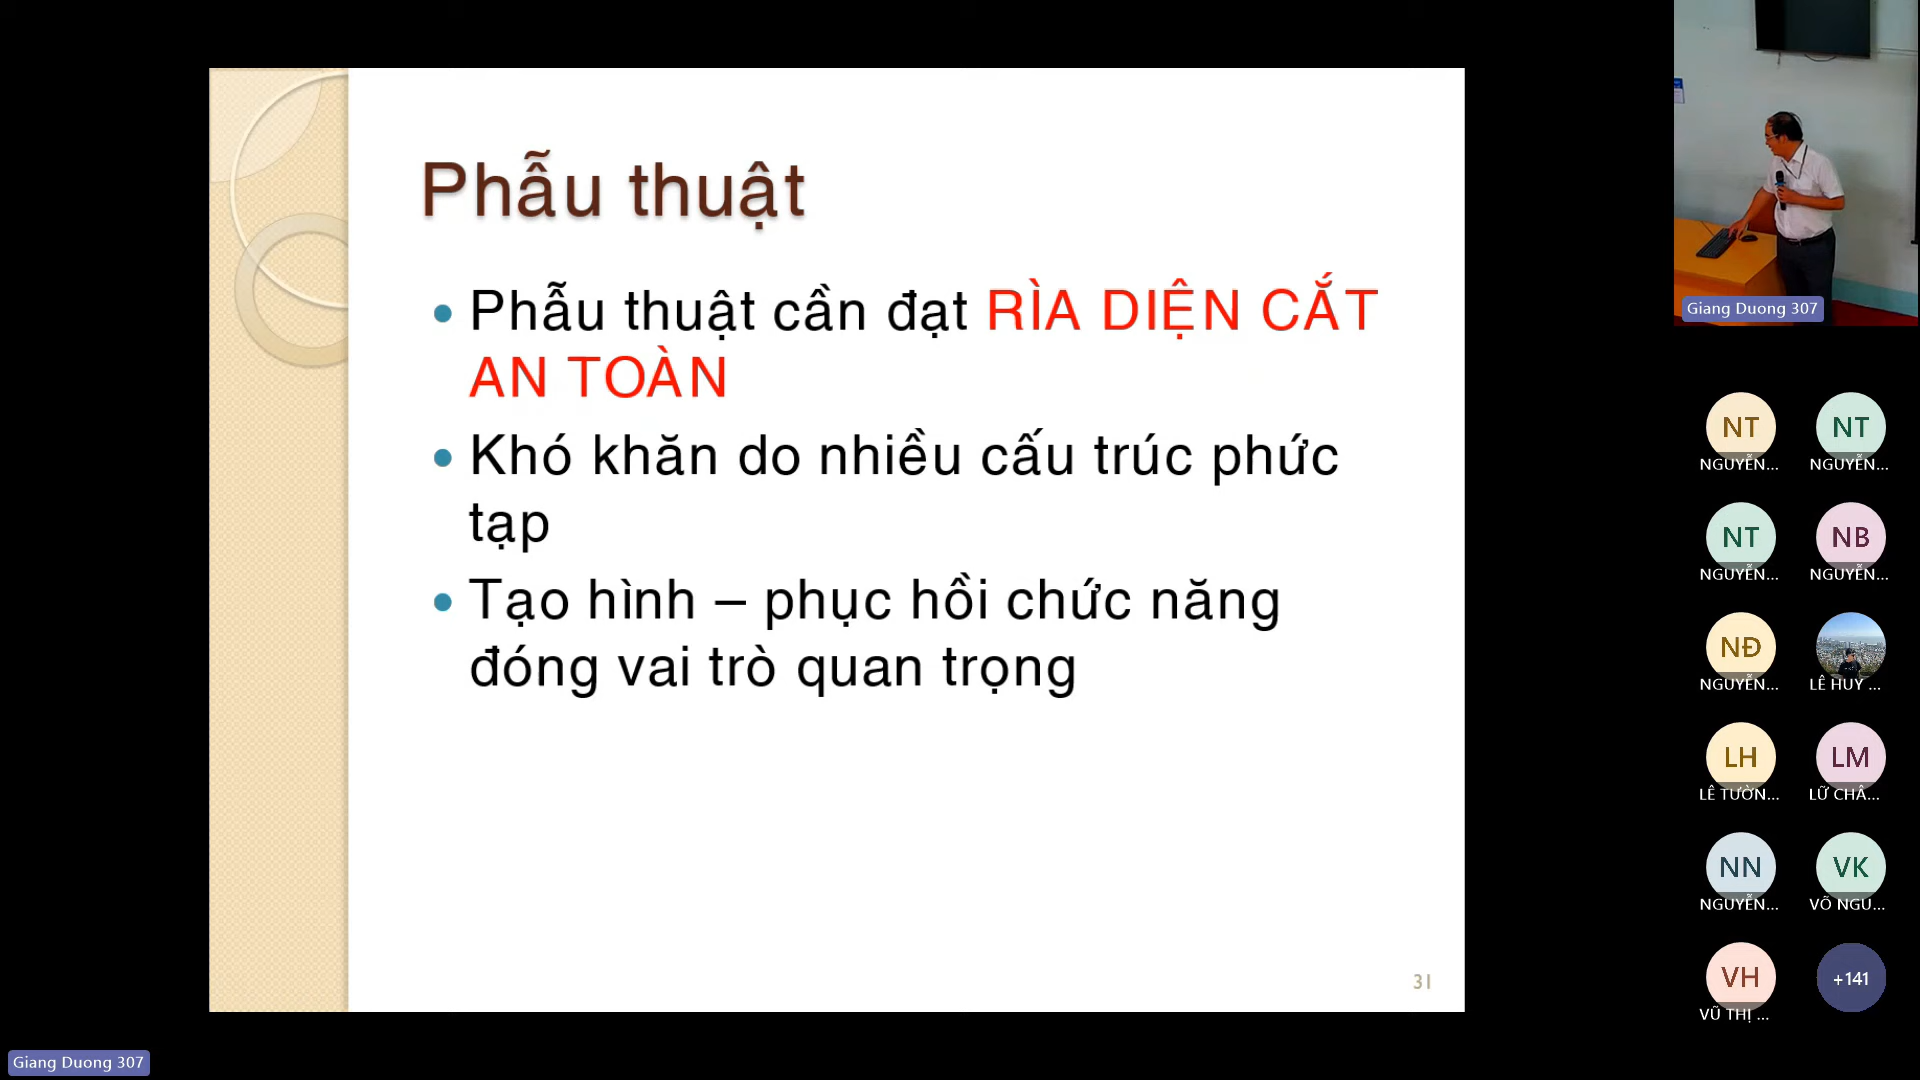 Phẫu thuật
• Phẫu thuật cần đạt RÌA DIỆN CẮT
AN TOÀN
• Khó khăn do nhiều cấu trúc phức
tạp
• Tạo hình – phục hồi chức năng
đóng vai trò quan trọng
31
Giang Duong 307
Giang Duong 307
NT
NGUYỄN...
NT
NGUYỄN...
NT
NGUYỄN...
NB
NGUYỄN...
NĐ
NGUYỄN...
LÊ HUY ...
LH
LÊ TƯỜN...
LM
LỮ CHÂ...
NN
NGUYỄN...
VK
VÕ NGU...
VH
VŨ THỊ ...
+141